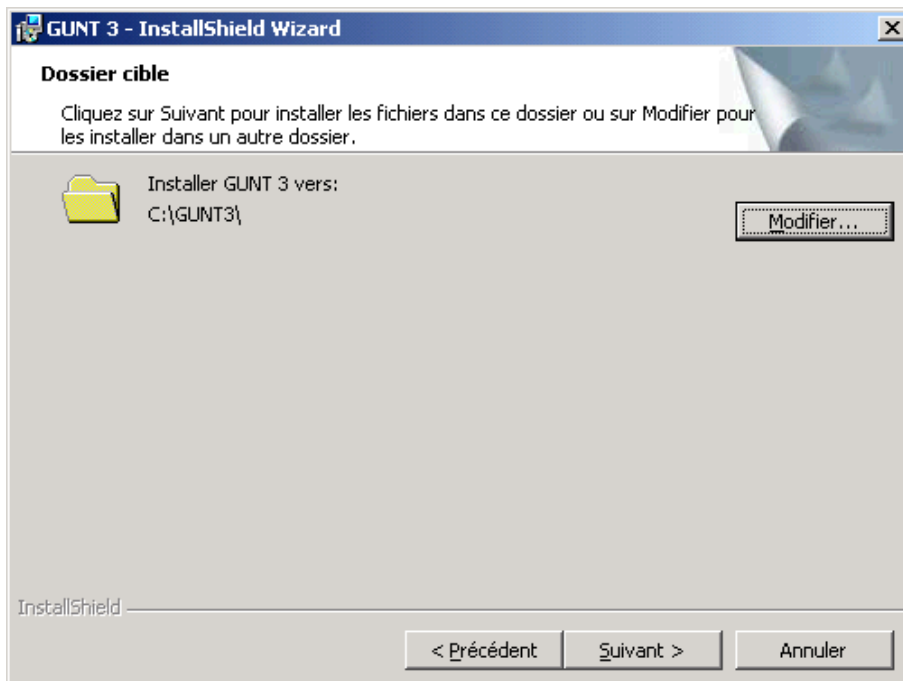 GUNT 3 - InstallShield Wizard
Dossier cible
Cliquez sur Suivant pour installer les fichiers dans ce dossier ou sur Modifier pour
les installer dans un autre dossier.
Installer GUNT 3 vers:
C:\GUNT3\
Modifier...
InstallShield
< Précédent
Suivant >
Annuler